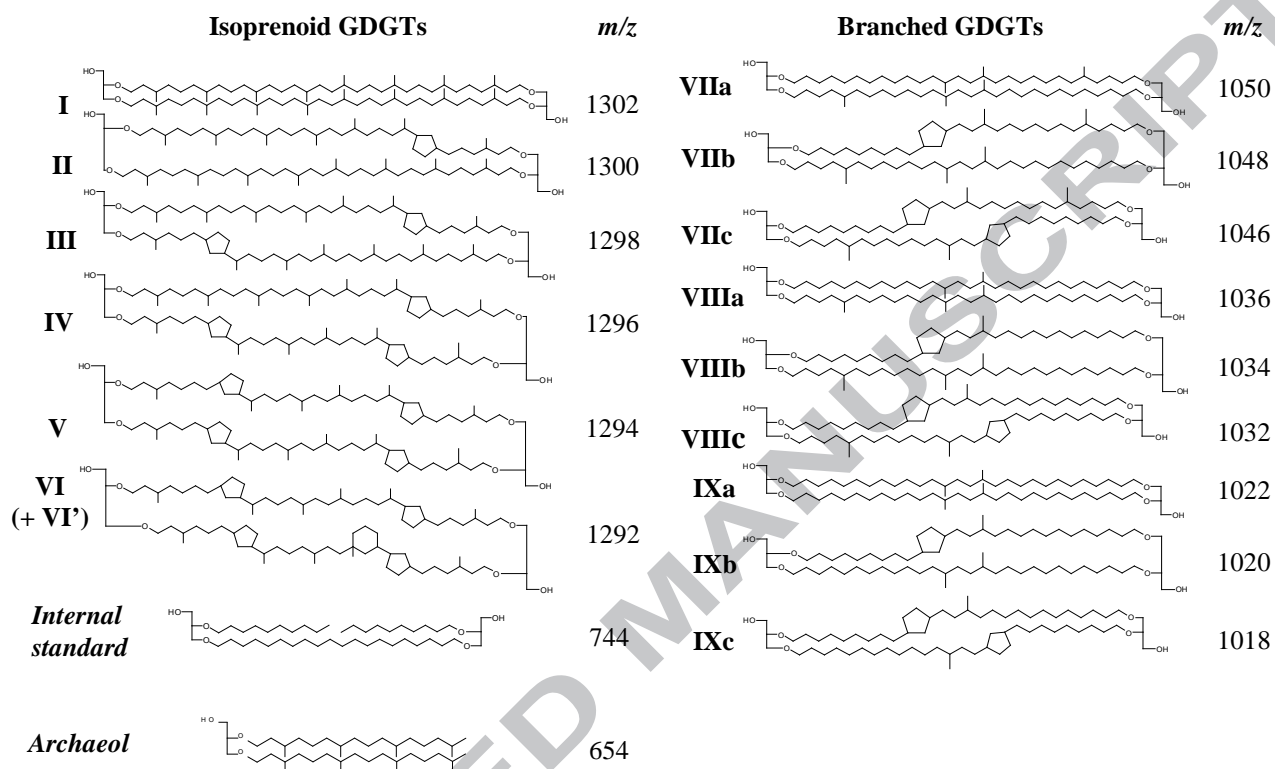 Isoprenoid GDGTs m/z
I 1302
II 1300
III 1298
IV 1296
V 1294
VI
(+ VI’) 1292
Internal
standard 744
Archaeol 654
Branched GDGTs m/z
VIIa 1050
VIIb 1048
VIIc 1046
VIIIa 1036
VIIIb 1034
VIIIc 1032
IXa 1022
IXb 1020
IXc 1018
ED MANUSCRIPT